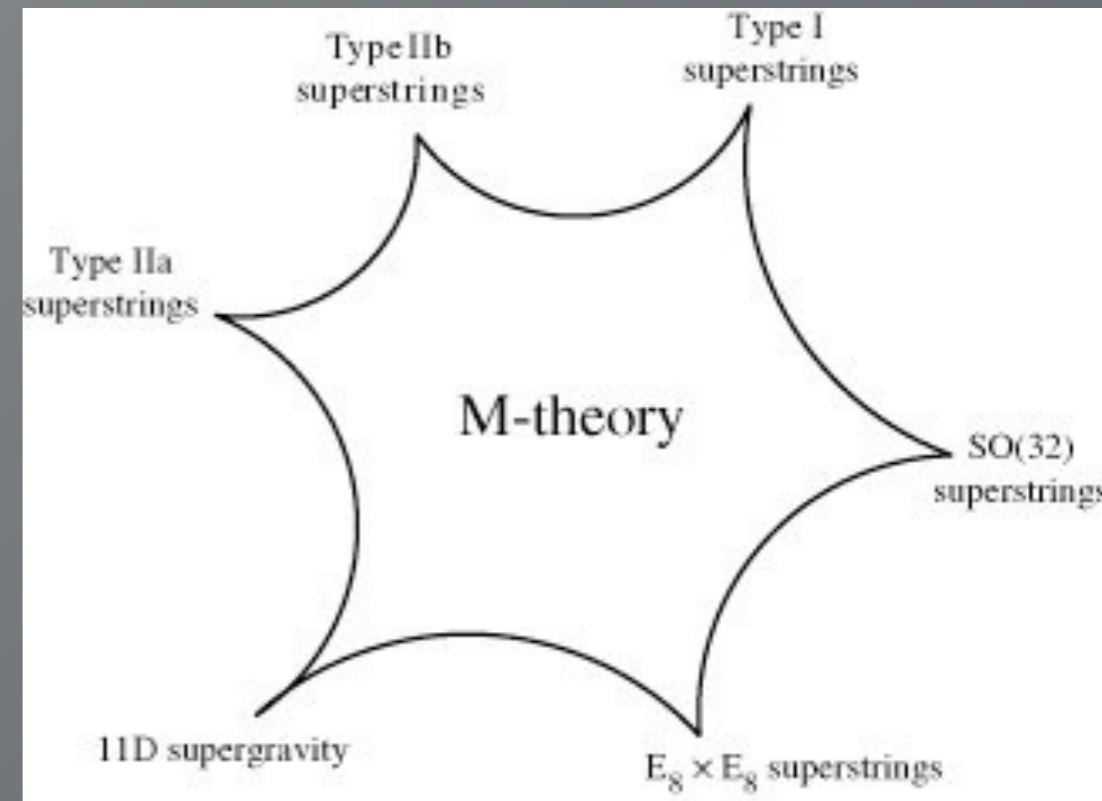 Type IIb
superstrings
Type I
superstrings
Type IIa
superstrings
M-theory
SO(32)
superstrings
11D supergravity
E₈ × E₈ superstrings